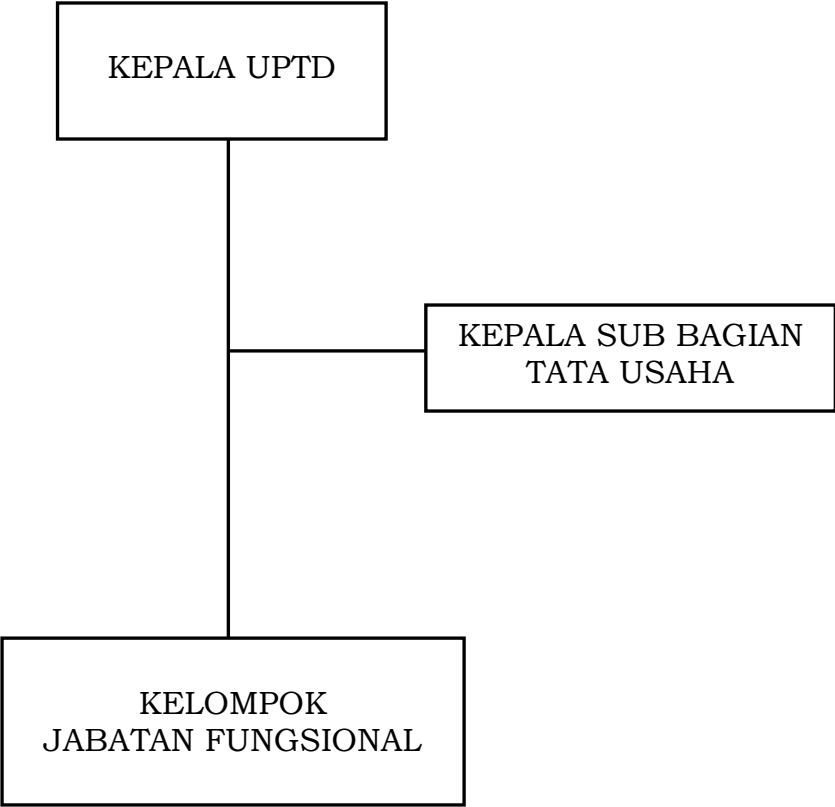 KEPALA UPTD
KEPALA SUB BAGIAN
TATA USAHA
KELOMPOK
JABATAN FUNGSIONAL